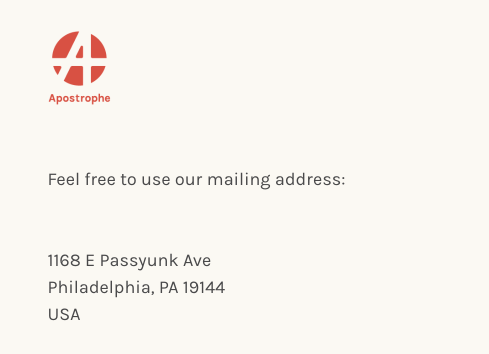 Apostrophe
Feel free to use our mailing address:
1168 E Passyunk Ave
Philadelphia, PA 19144
USA